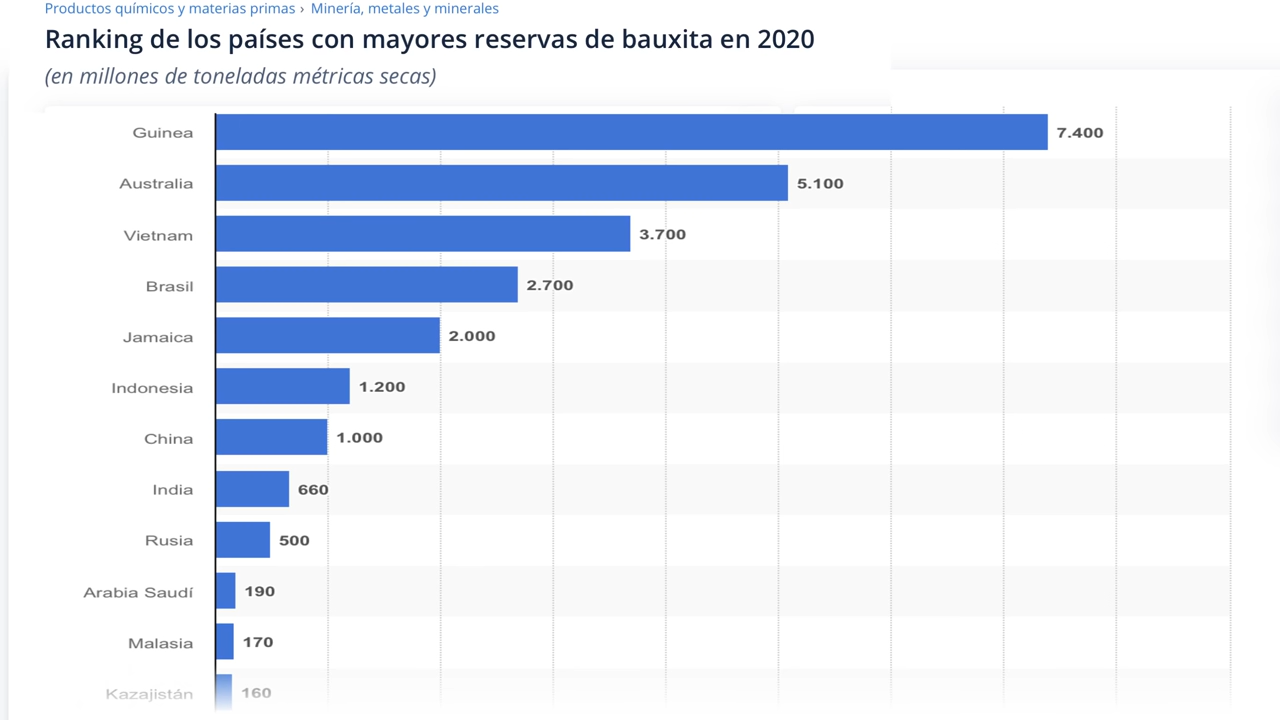 Productos químicos y materias primas › Minería, metales y minerales
Ranking de los países con mayores reservas de bauxita en 2020
(en millones de toneladas métricas secas)
Guinea 7.400
Australia 5.100
Vietnam 3.700
Brasil 2.700
Jamaica 2.000
Indonesia 1.200
China 1.000
India 660
Rusia 500
Arabia Saudí 190
Malasia 170
Kazajistán 160